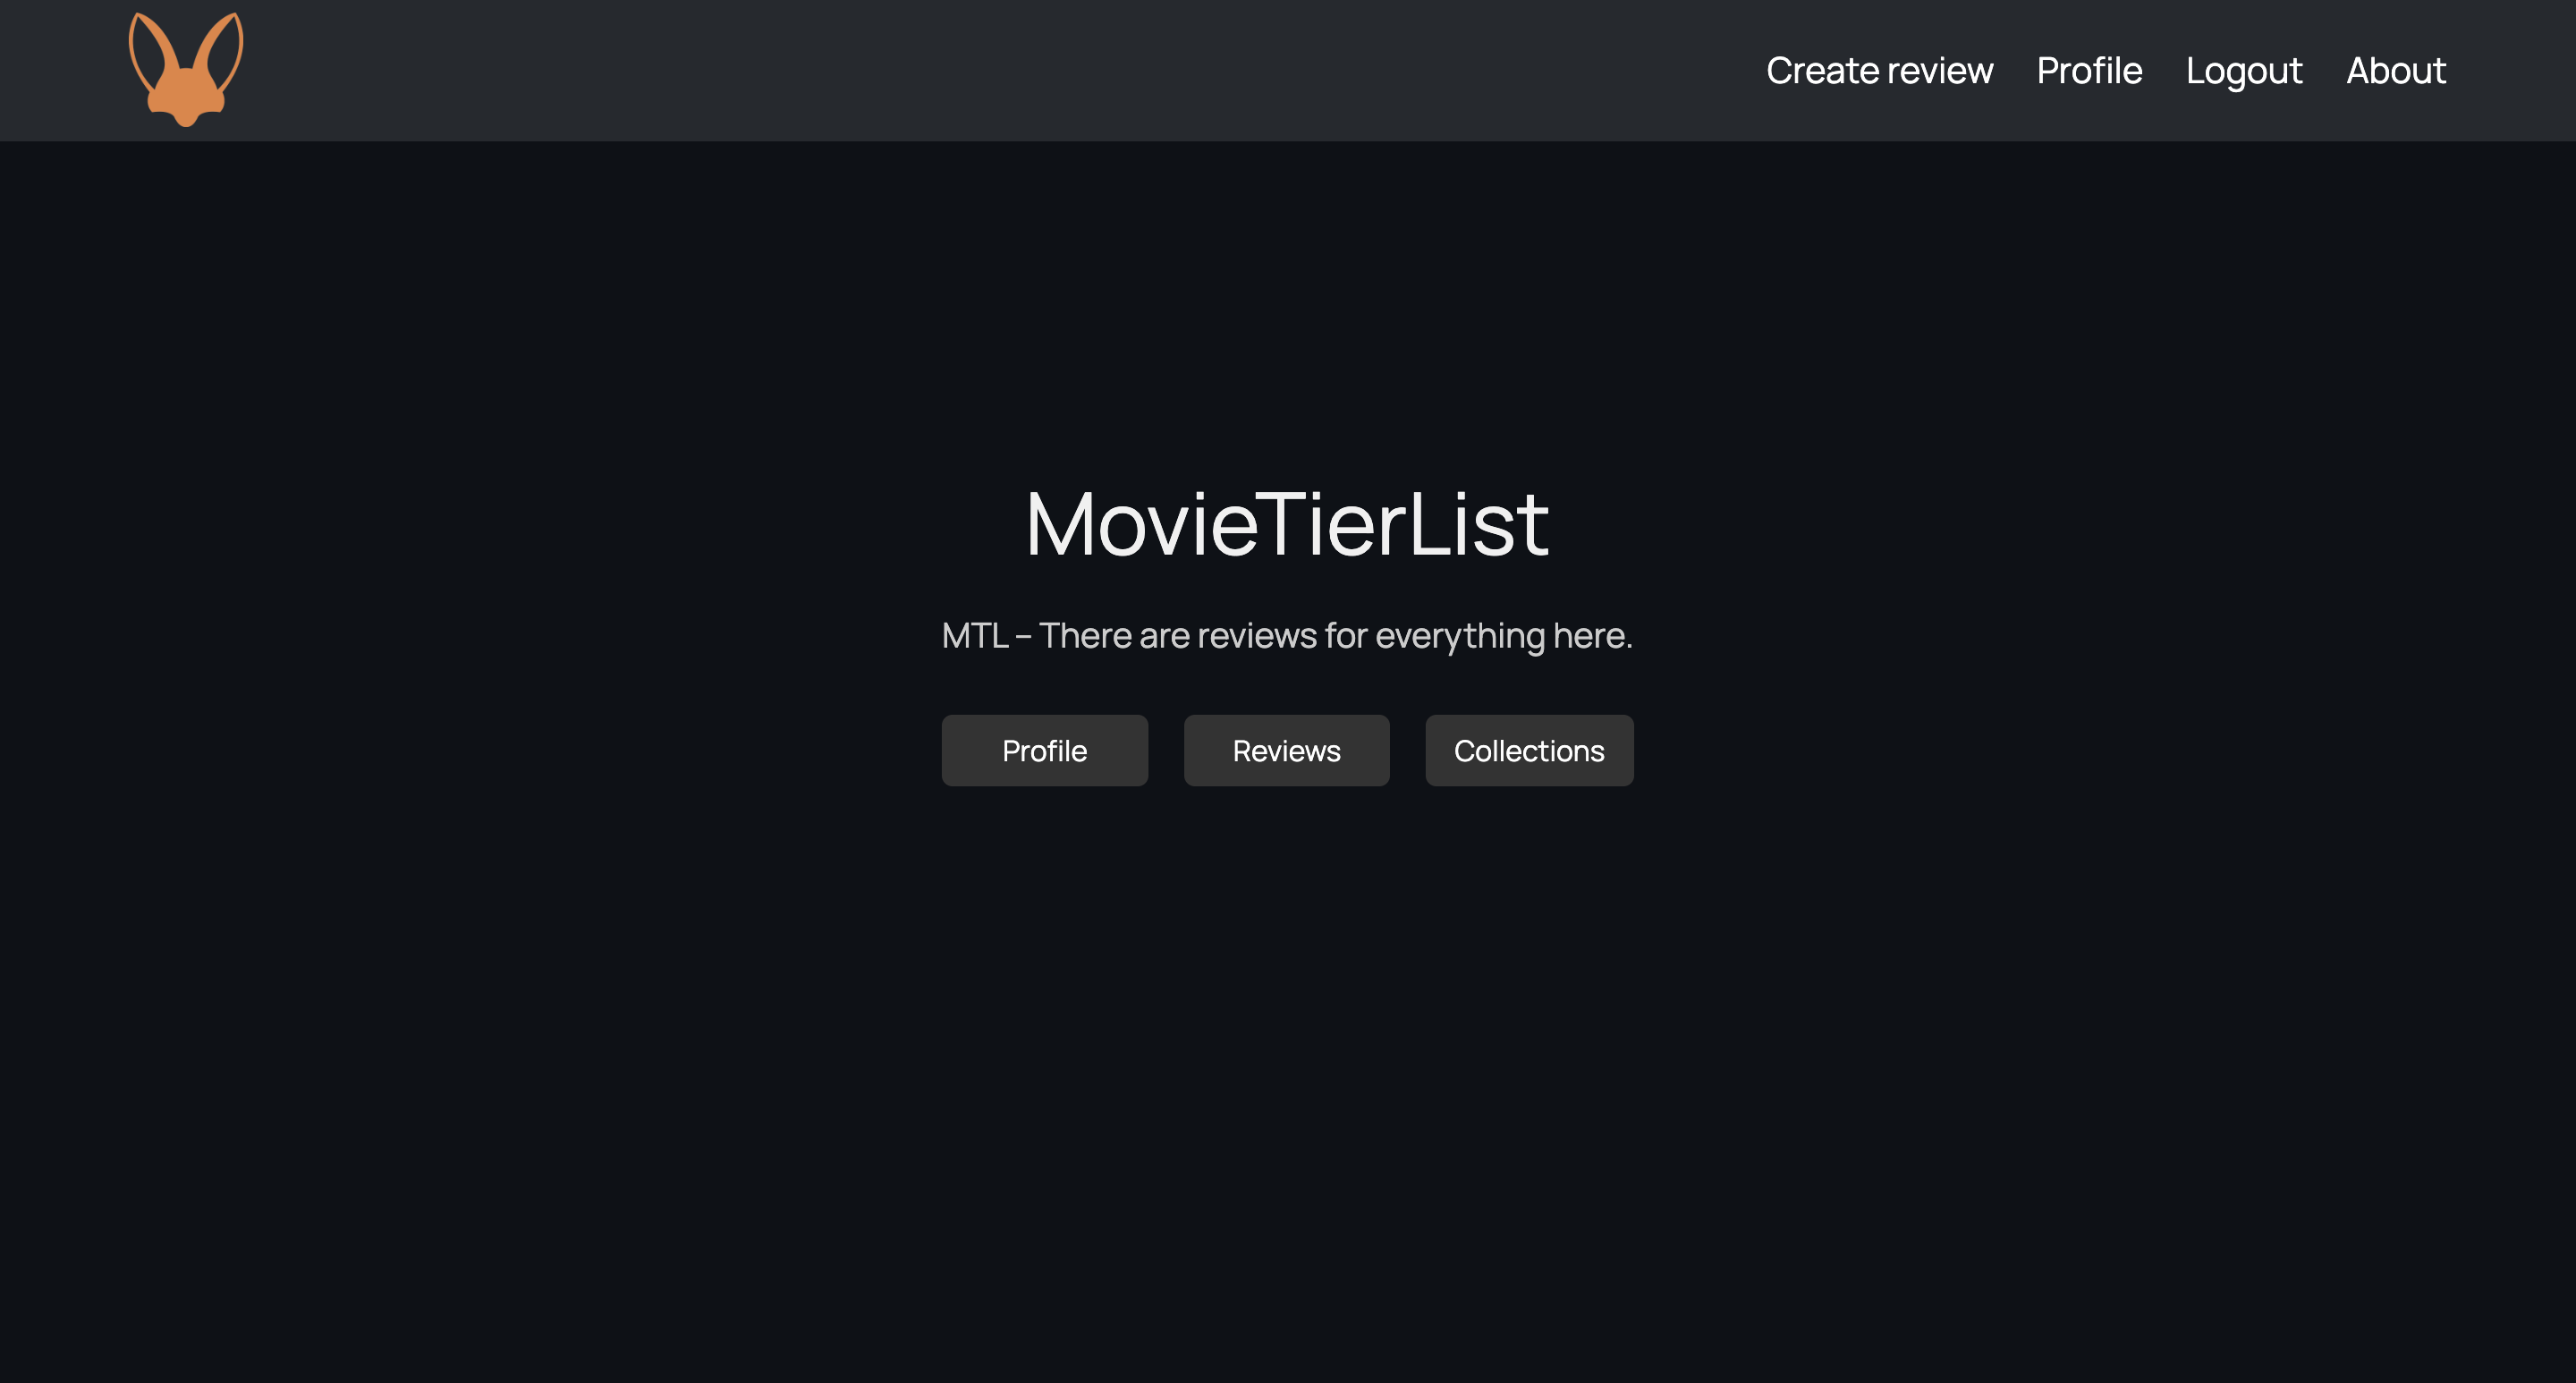 Create review Profile Logout About
MovieTierList
MTL – There are reviews for everything here.
Profile Reviews Collections